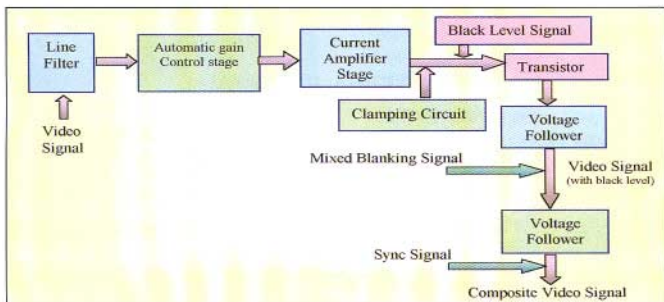 Line
Filter
Automatic gain
Control stage
Current
Amplifier
Stage
Black Level Signal
Transistor
Video
Signal
Clamping Circuit
Voltage
Follower
Mixed Blanking Signal
Video Signal
(with black level)
Voltage
Follower
Sync Signal
Composite Video Signal